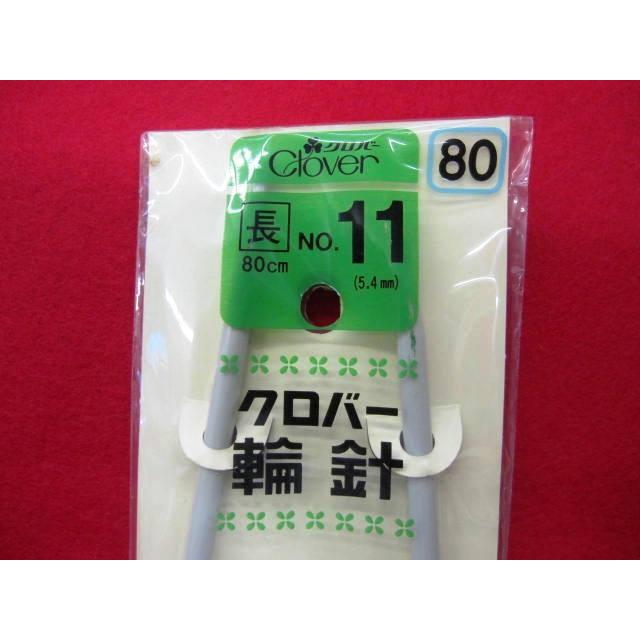 クロバー
Clover
80
長 NO. 11
80cm
(5.4mm)
クロバー
輪針